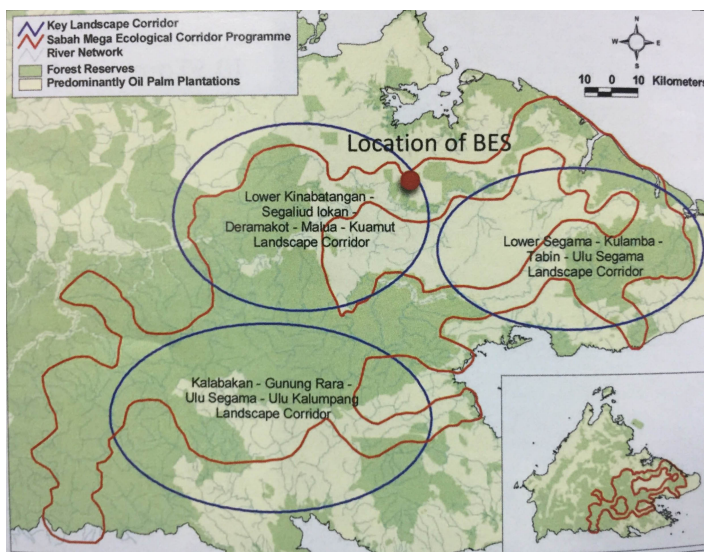 Key Landscape Corridor
Sabah Mega Ecological Corridor Programme
River Network
Forest Reserves
Predominantly Oil Palm Plantations
N
W E
S
10 0 10 Kilometers
Location of BES
Lower Kinabatangan -
Segaliud lokan -
Deramakot - Malua - Kuamut
Landscape Corridor
Lower Segama - Kulamba -
Tabin - Ulu Segama
Landscape Corridor
Kalabakan - Gunung Rara -
Ulu Segama - Ulu Kalumpang
Landscape Corridor